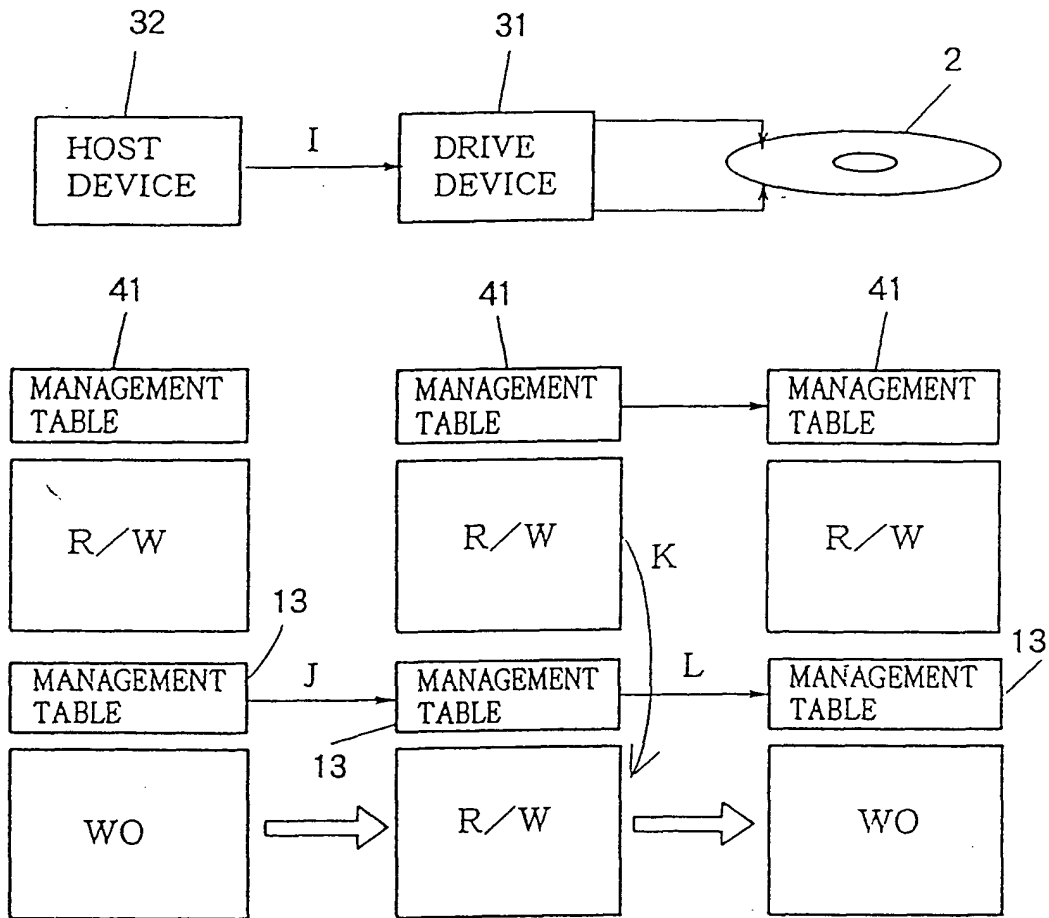 32
31
2
HOST
DEVICE
I
DRIVE
DEVICE
41
41
41
MANAGEMENT
TABLE
MANAGEMENT
TABLE
MANAGEMENT
TABLE
R/W
R/W
K
R/W
13
13
MANAGEMENT
TABLE
J
MANAGEMENT
TABLE
L
MANAGEMENT
TABLE
13
WO
R/W
WO